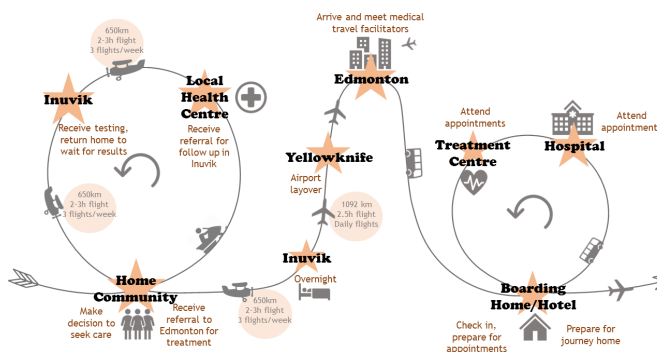 650km
2-3h flight
3 flights/week
Inuvik
Receive testing,
return home to
wait for results
Local
Health
Centre
Receive
referral for
follow up in
Inuvik
650km
2-3h flight
3 flights/week
Home
Community
Make
decision to
seek care
Receive
referral to
Edmonton for
treatment
650km
2-3h flight
3 flights/week
Inuvik
Overnight
1092 km
2.5h flight
Daily flights
Yellowknife
Airport
layover
Arrive and meet medical
travel facilitators
Edmonton
Attend
appointments
Treatment
Centre
Attend
appointment
Hospital
Boarding
Home/Hotel
Check in,
prepare for
appointments
Prepare for
journey home